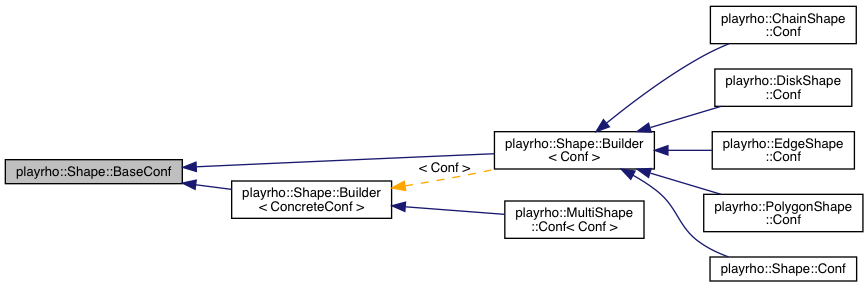 playrho::Shape::BaseConf
playrho::Shape::Builder
< ConcreteConf >
< Conf >
playrho::Shape::Builder
< Conf >
playrho::MultiShape
::Conf< Conf >
playrho::ChainShape
::Conf
playrho::DiskShape
::Conf
playrho::EdgeShape
::Conf
playrho::PolygonShape
::Conf
playrho::Shape::Conf